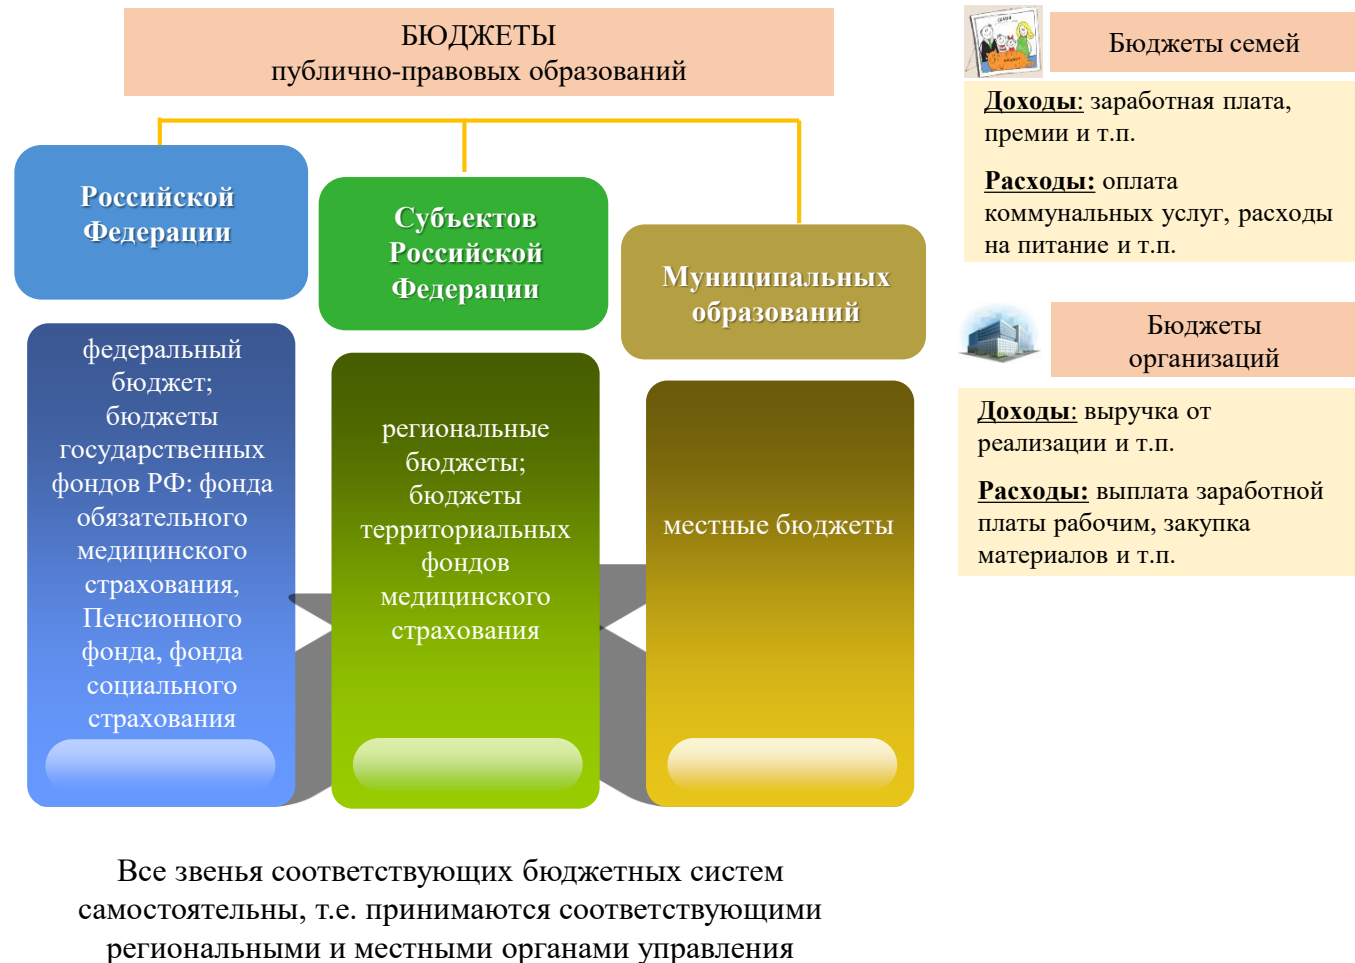 БЮДЖЕТЫ
публично-правовых образований
Российской
Федерации
Субъектов
Российской
Федерации
Муниципальных
образований
федеральный
бюджет;
бюджеты
государственных
фондов РФ: фонда
обязательного
медицинского
страхования,
Пенсионного
фонда, фонда
социального
страхования
региональные
бюджеты;
бюджеты
территориальных
фондов
медицинского
страхования
местные бюджеты
Все звенья соответствующих бюджетных систем
самостоятельны, т.е. принимаются соответствующими
региональными и местными органами управления
Бюджеты семей
Доходы: заработная плата,
премии и т.п.
Расходы: оплата
коммунальных услуг, расходы
на питание и т.п.
Бюджеты
организаций
Доходы: выручка от
реализации и т.п.
Расходы: выплата заработной
платы рабочим, закупка
материалов и т.п.